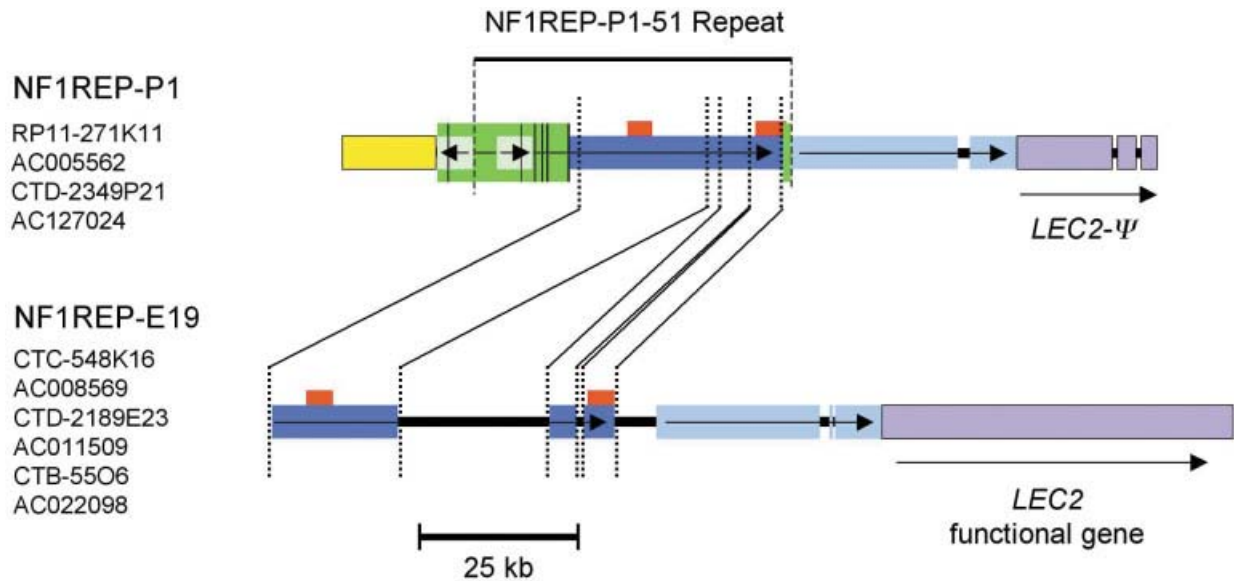 NF1REP-P1-51 Repeat
NF1REP-P1
RP11-271K11
AC005562
CTD-2349P21
AC127024
LEC2-Ψ
NF1REP-E19
CTC-548K16
AC008569
CTD-2189E23
AC011509
CTB-55O6
AC022098
LEC2
functional gene
25 kb